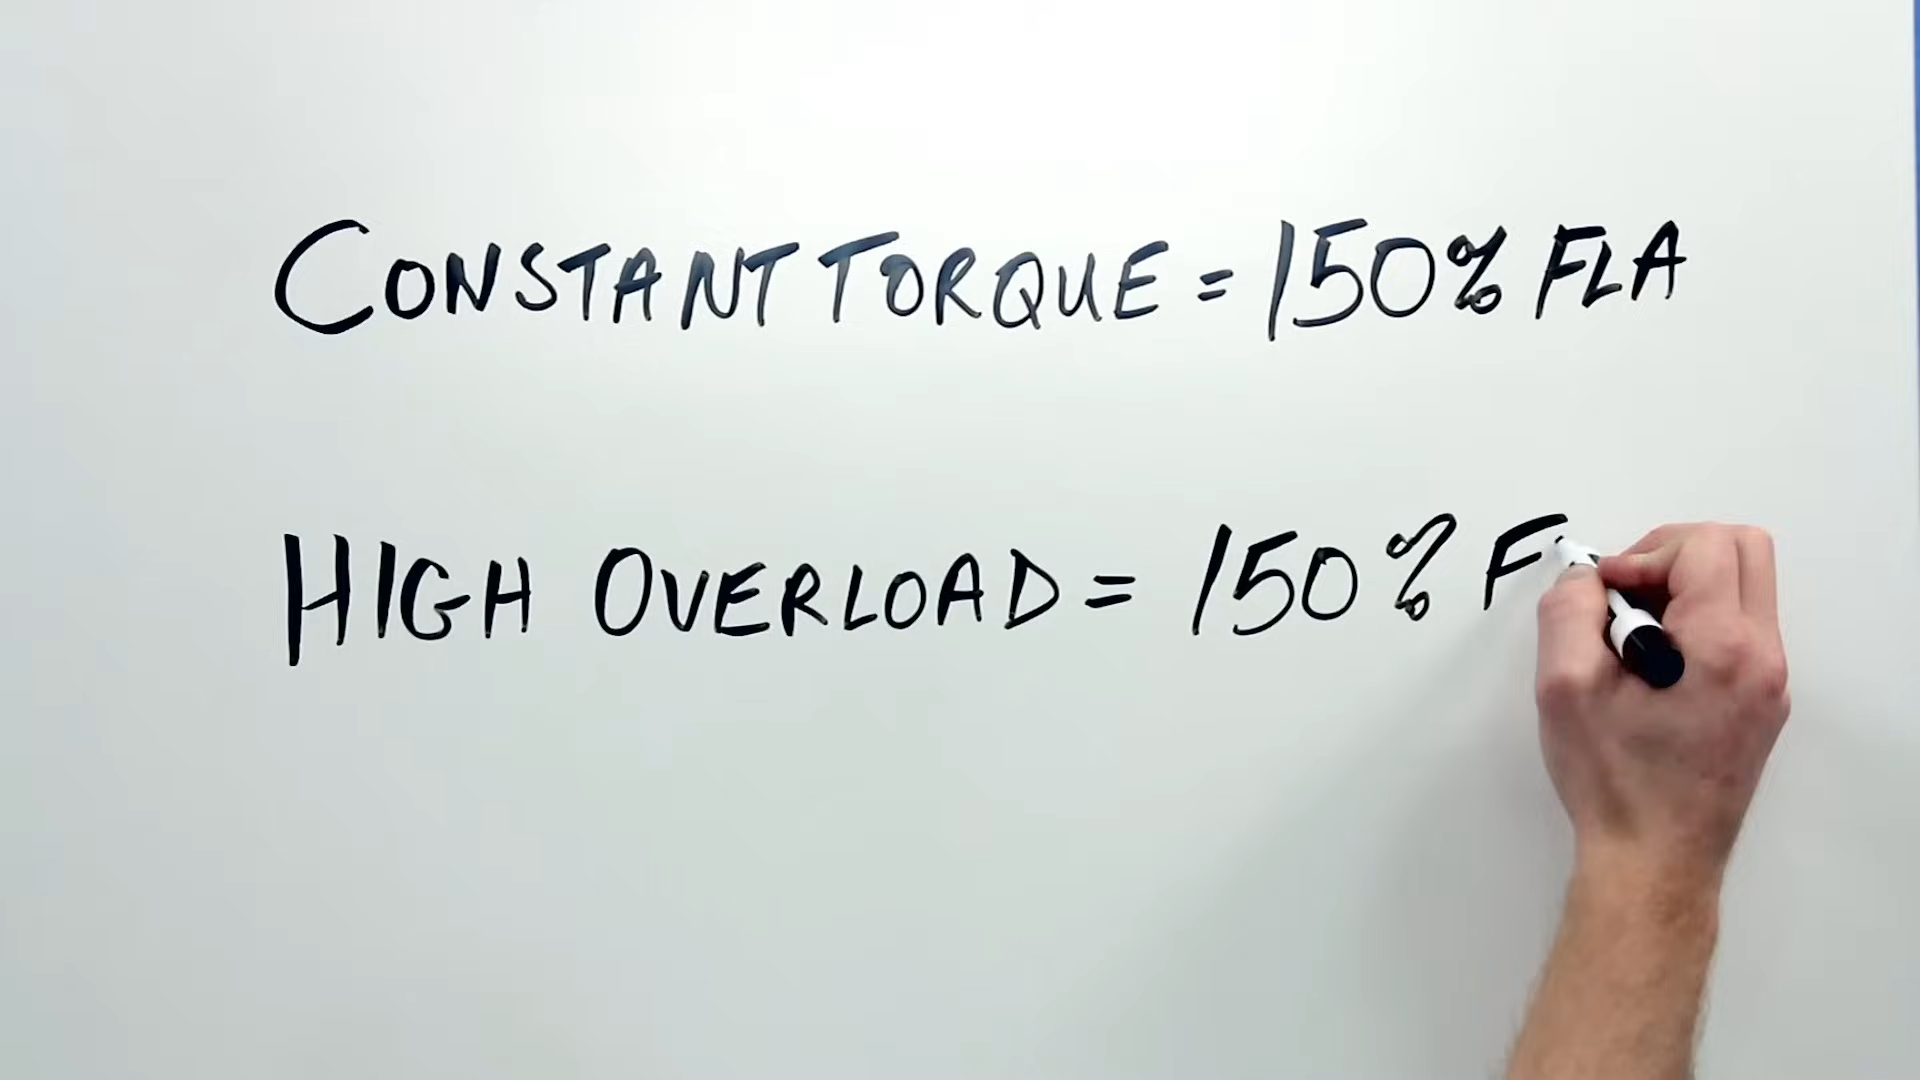 CONSTANT TORQUE = 150% FLA
HIGH OVERLOAD = 150% F